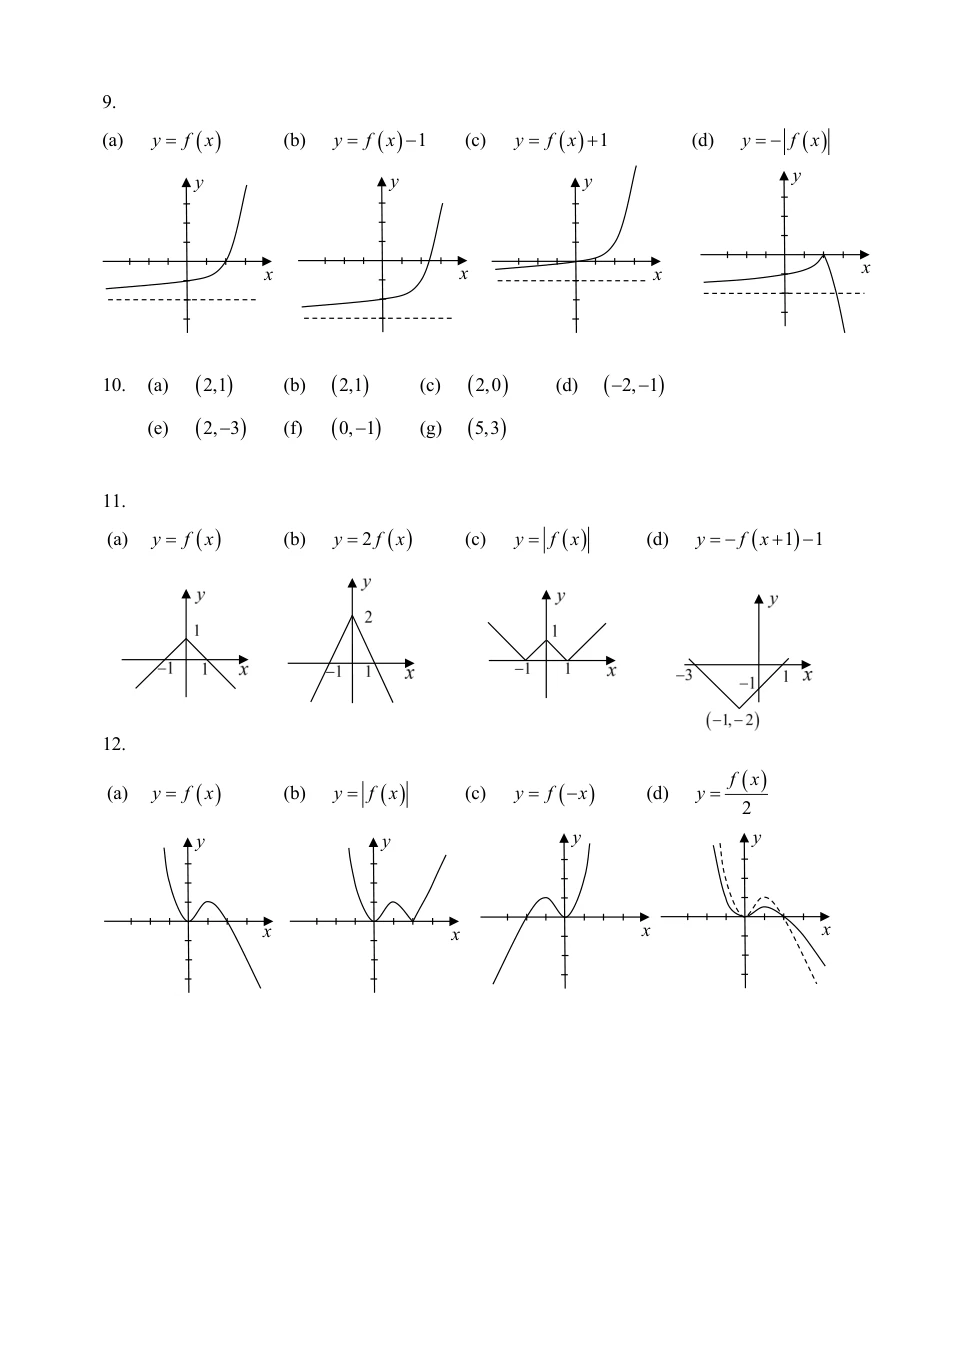 9.
(a) y = f(x) (b) y = f(x)−1 (c) y = f(x)+1 (d) y = −|f(x)|
y y y y
x x x x
10. (a) (2,1) (b) (2,1) (c) (2,0) (d) (−2,−1)
(e) (2,−3) (f) (0,−1) (g) (5,3)
11.
(a) y = f(x) (b) y = 2f(x) (c) y = |f(x)| (d) y = −f(x+1)−1
y y y y
1 2 1
−1 1 x −1 1 x −1 1 x −3 −1 1 x
(−1,−2)
12.
(a) y = f(x) (b) y = |f(x)| (c) y = f(−x) (d) y = f(x)/2
y y y y
x x x x